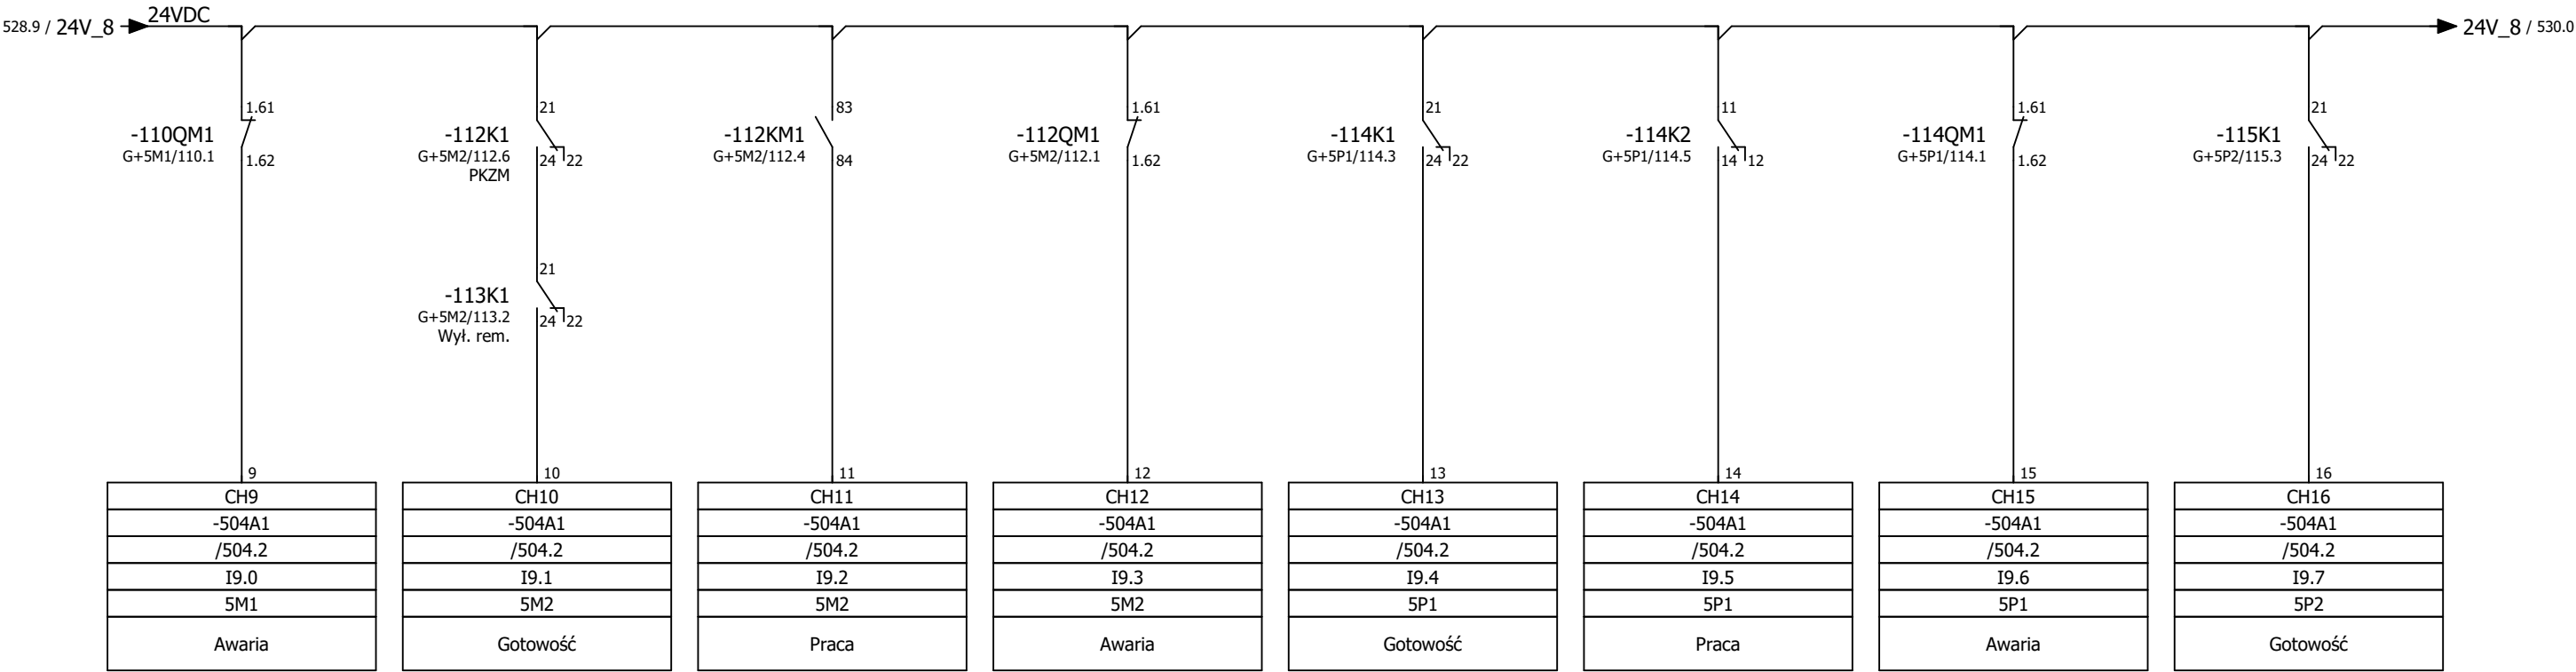 24VDC
528.9 / 24V_8
24V_8 / 530.0
1.61
-110QM1
G+5M1/110.1
1.62
21
-112K1
G+5M2/112.6
24 22
PKZM
21
-113K1
G+5M2/113.2
24 22
Wył. rem.
83
-112KM1
G+5M2/112.4
84
1.61
-112QM1
G+5M2/112.1
1.62
21
-114K1
G+5P1/114.3
24 22
11
-114K2
G+5P1/114.5
14 12
1.61
-114QM1
G+5P1/114.1
1.62
21
-115K1
G+5P2/115.3
24 22
9 10 11 12 13 14 15 16
CH9 CH10 CH11 CH12 CH13 CH14 CH15 CH16
-504A1 -504A1 -504A1 -504A1 -504A1 -504A1 -504A1 -504A1
/504.2 /504.2 /504.2 /504.2 /504.2 /504.2 /504.2 /504.2
I9.0 I9.1 I9.2 I9.3 I9.4 I9.5 I9.6 I9.7
5M1 5M2 5M2 5M2 5P1 5P1 5P1 5P2
Awaria Gotowość Praca Awaria Gotowość Praca Awaria Gotowość